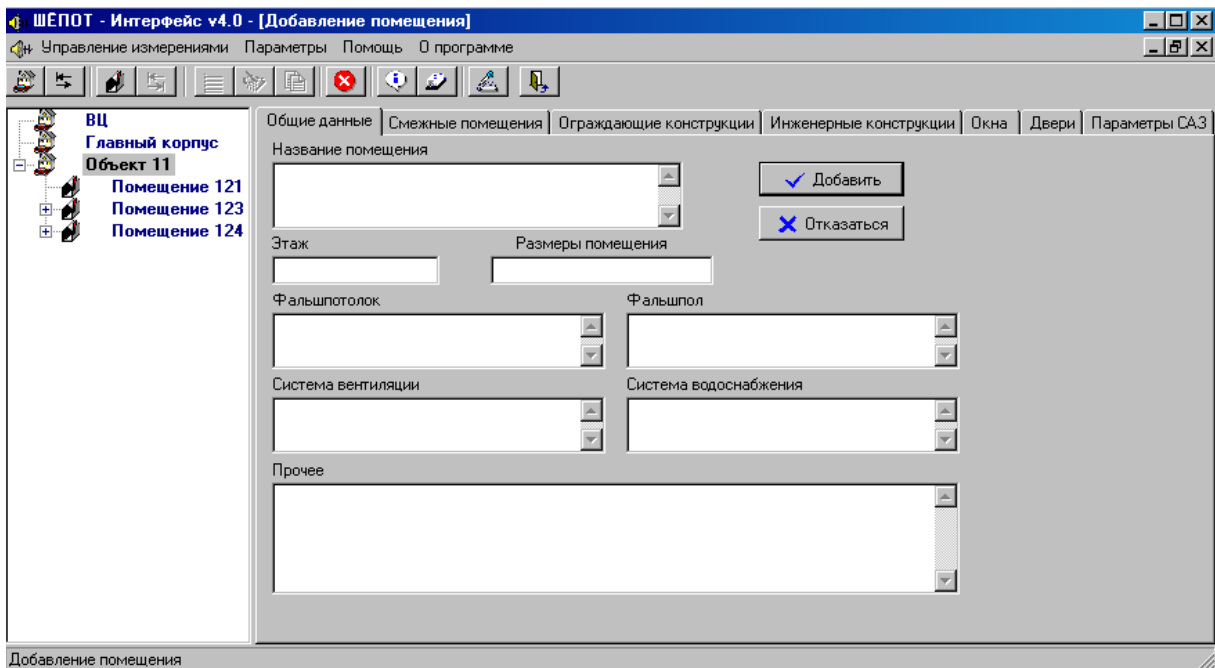 ШЁПОТ - Интерфейс v4.0 - [Добавление помещения]
Управление измерениями Параметры Помощь О программе
ВЦ
Главный корпус
Объект 11
Помещение 121
Помещение 123
Помещение 124
Общие данные Смежные помещения Ограждающие конструкции Инженерные конструкции Окна Двери Параметры САЗ
Название помещения
Добавить
Отказаться
Этаж Размеры помещения
Фальшпотолок Фальшпол
Система вентиляции Система водоснабжения
Прочее
Добавление помещения